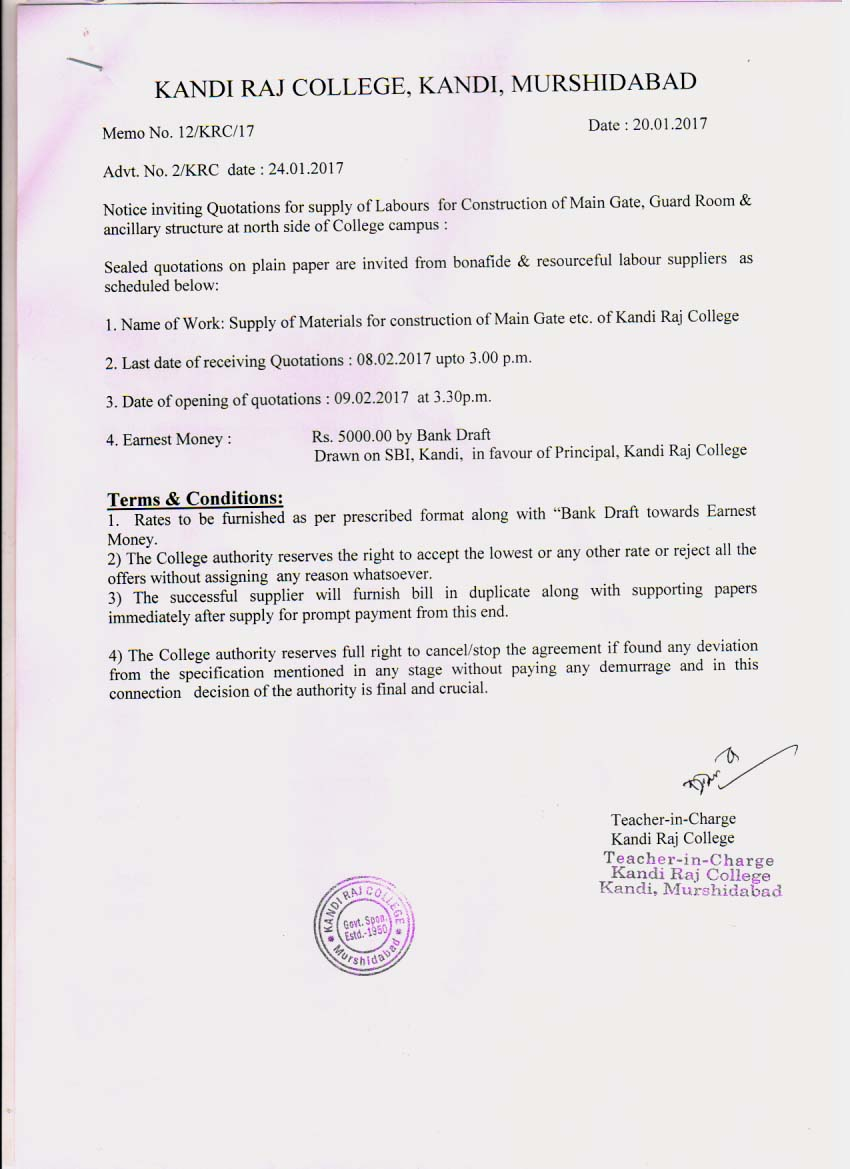 KANDI RAJ COLLEGE, KANDI, MURSHIDABAD
Memo No. 12/KRC/17 Date : 20.01.2017
Advt. No. 2/KRC date : 24.01.2017
Notice inviting Quotations for supply of Labours for Construction of Main Gate, Guard Room &
ancillary structure at north side of College campus :
Sealed quotations on plain paper are invited from bonafide & resourceful labour suppliers as
scheduled below:
1. Name of Work: Supply of Materials for construction of Main Gate etc. of Kandi Raj College
2. Last date of receiving Quotations : 08.02.2017 upto 3.00 p.m.
3. Date of opening of quotations : 09.02.2017 at 3.30p.m.
4. Earnest Money : Rs. 5000.00 by Bank Draft
Drawn on SBI, Kandi, in favour of Principal, Kandi Raj College
Terms & Conditions:
1. Rates to be furnished as per prescribed format along with “Bank Draft towards Earnest
Money.
2) The College authority reserves the right to accept the lowest or any other rate or reject all the
offers without assigning any reason whatsoever.
3) The successful supplier will furnish bill in duplicate along with supporting papers
immediately after supply for prompt payment from this end.
4) The College authority reserves full right to cancel/stop the agreement if found any deviation
from the specification mentioned in any stage without paying any demurrage and in this
connection decision of the authority is final and crucial.
Teacher-in-Charge
Kandi Raj College
Teacher-in-Charge
Kandi Raj College
Kandi, Murshidabad
KANDI RAJ COLLEGE
Govt. Spon.
Estd.-1950
Murshidabad